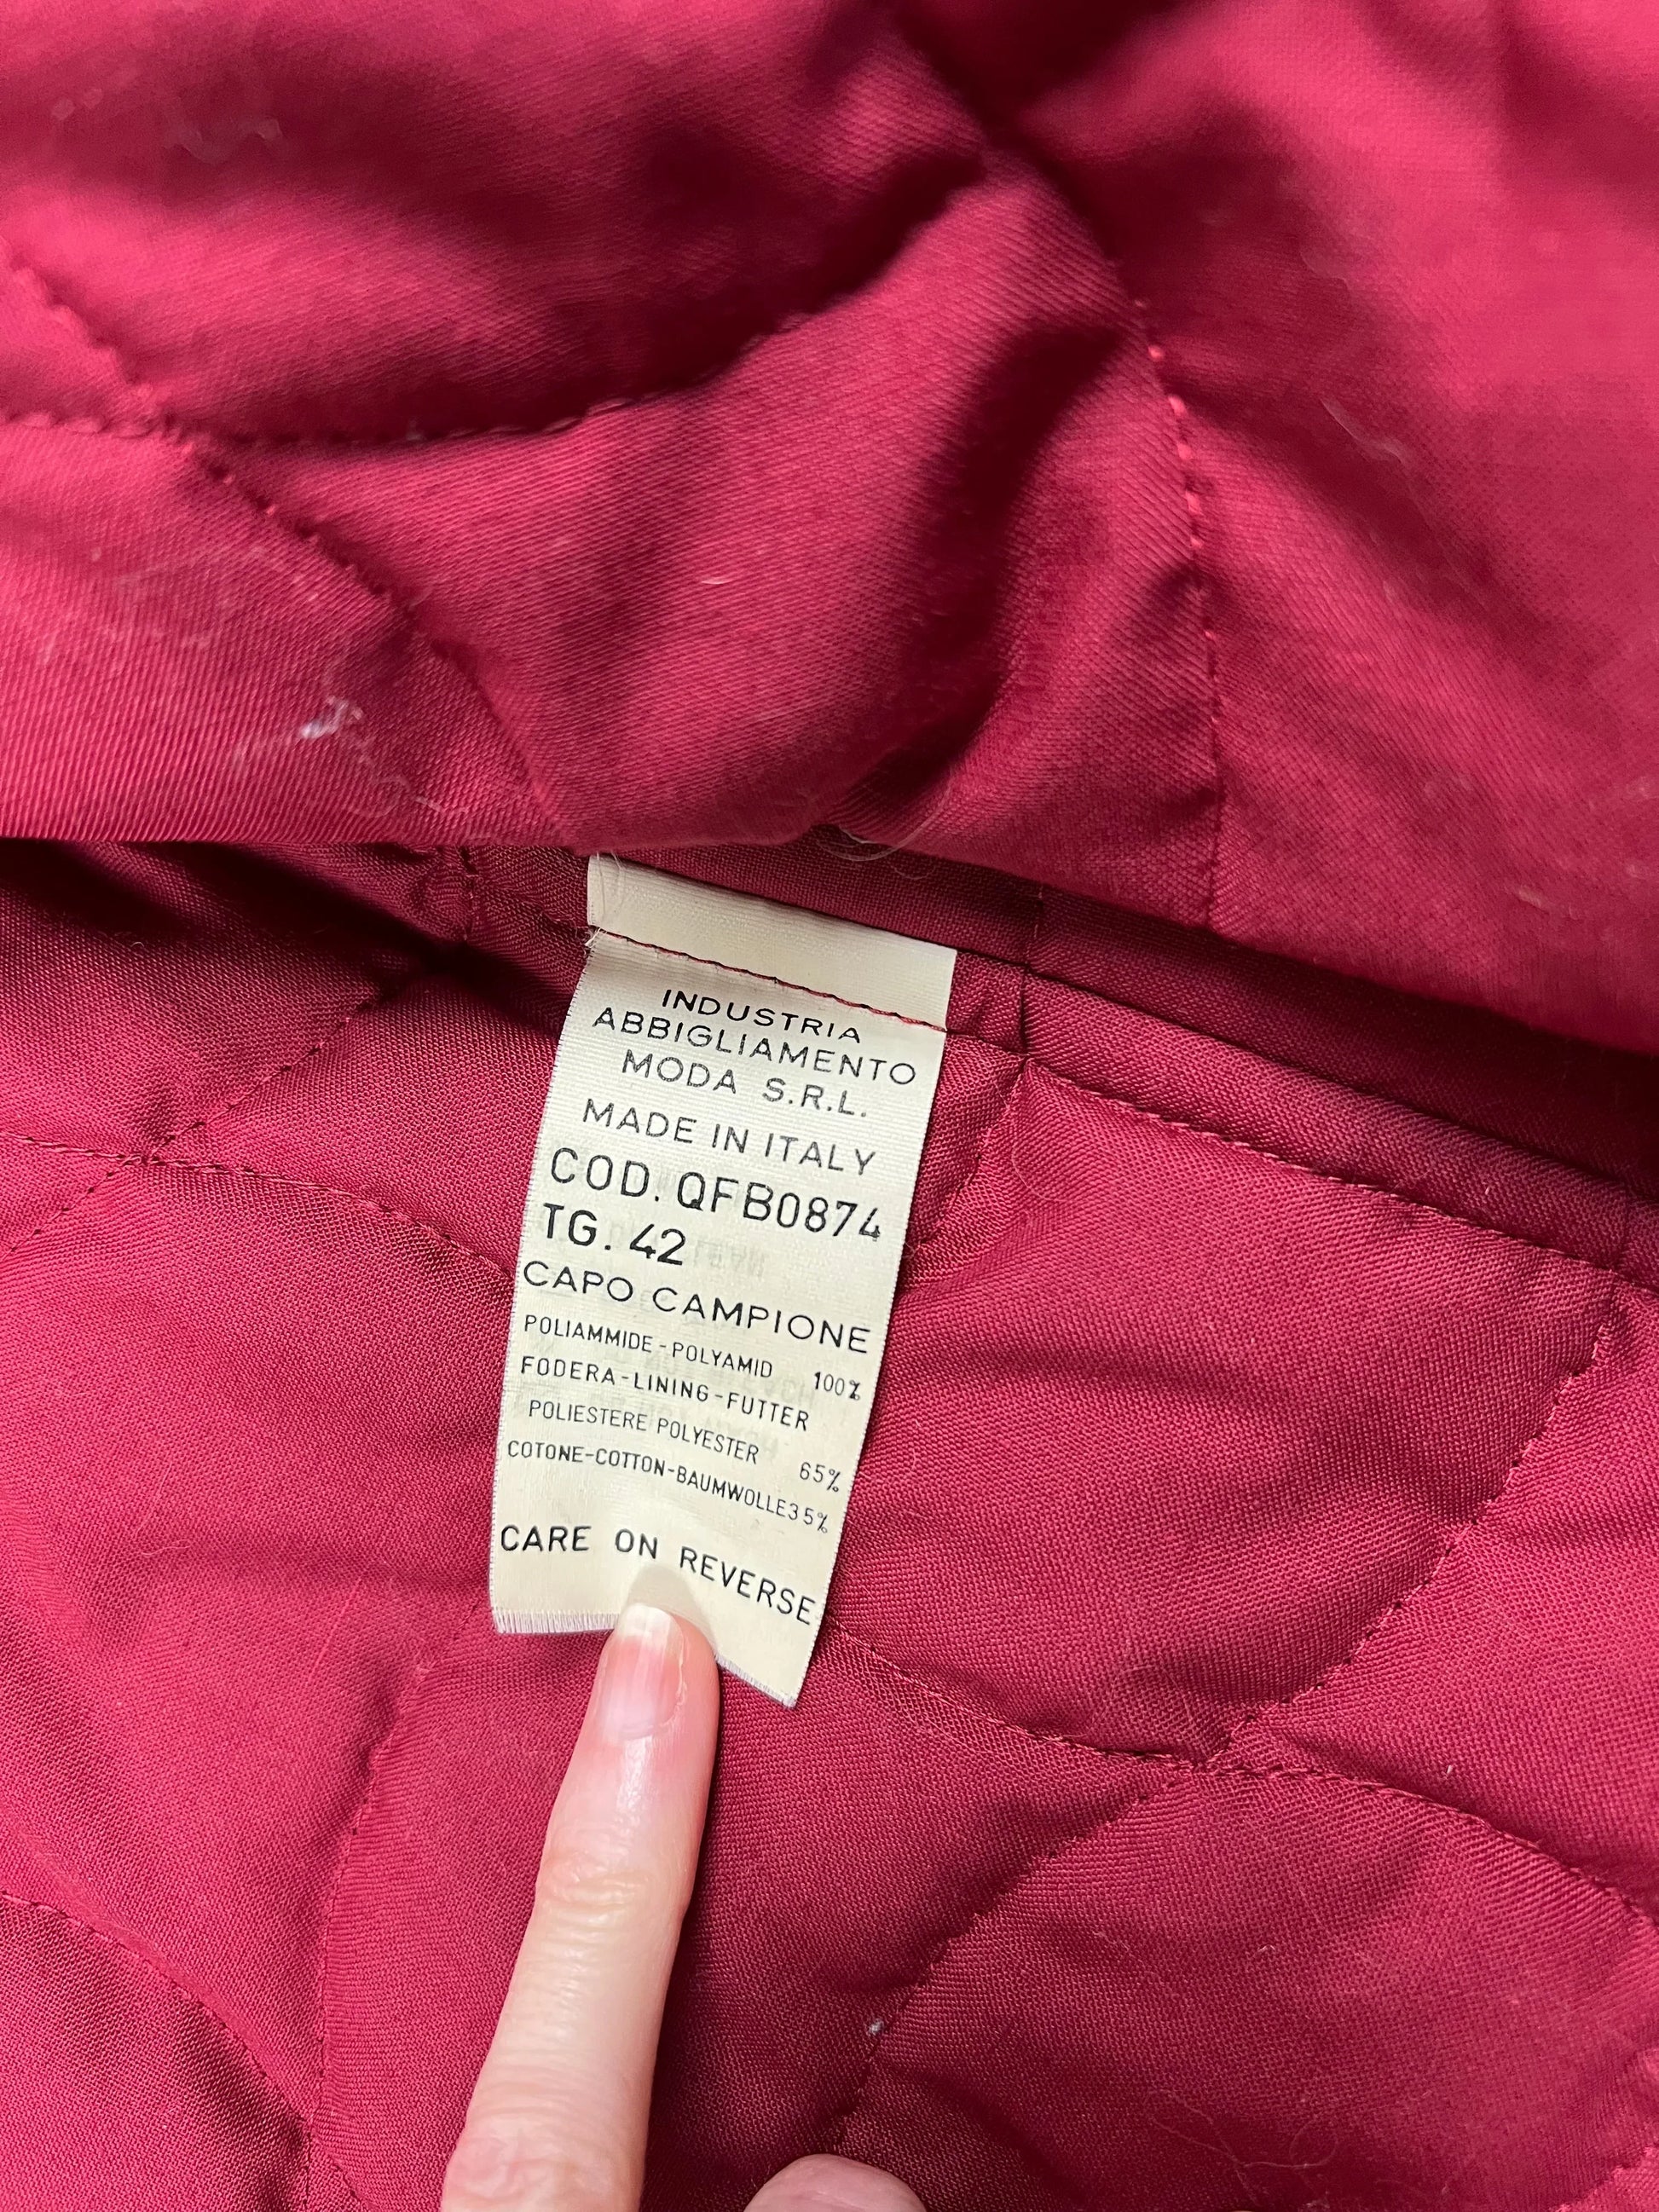 INDUSTRIA
ABBIGLIAMENTO
MODA S.R.L.
MADE IN ITALY
COD. QFB0874
TG. 42
CAPO CAMPIONE
POLIAMMIDE-POLYAMID 100%
FODERA-LINING-FUTTER
POLIESTERE POLYESTER 65%
COTONE-COTTON-BAUMWOLLE35%
CARE ON REVERSE